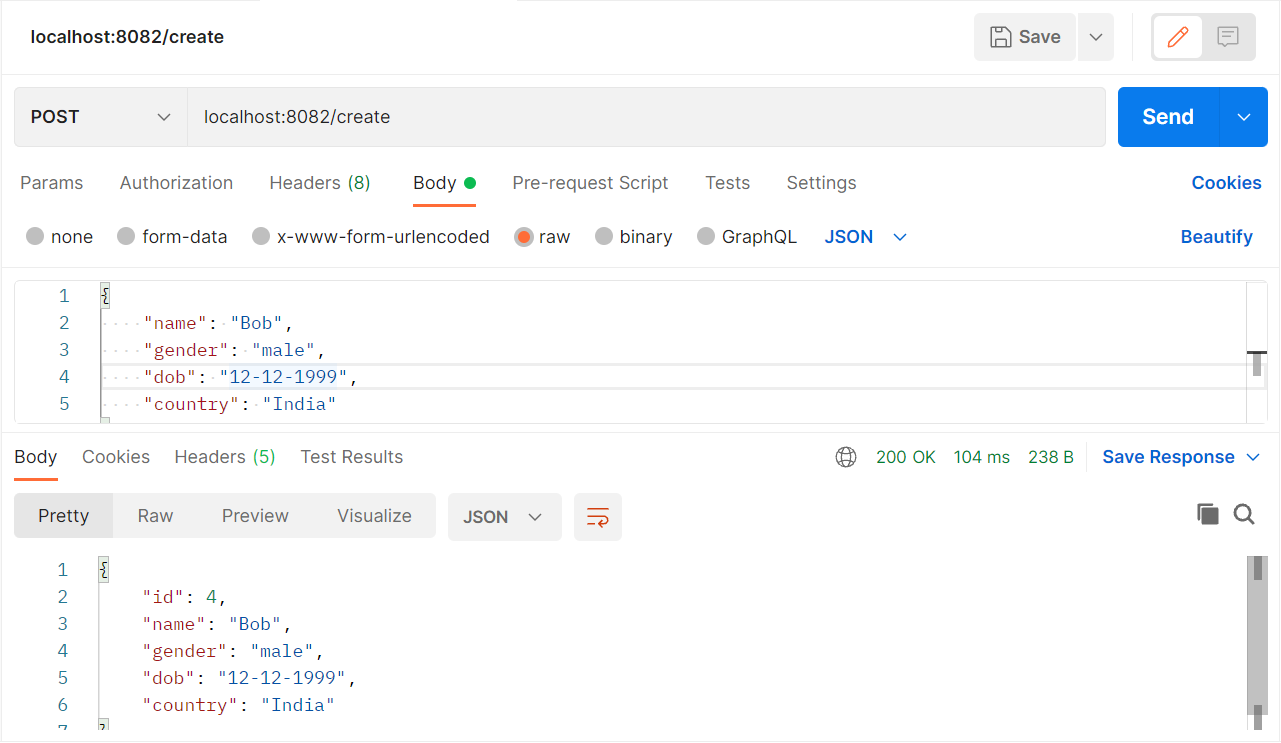 localhost:8082/create Save
POST localhost:8082/create Send
Params Authorization Headers (8) Body Pre-request Script Tests Settings Cookies
none form-data x-www-form-urlencoded raw binary GraphQL JSON Beautify
1 {
2 "name": "Bob",
3 "gender": "male",
4 "dob": "12-12-1999",
5 "country": "India"
Body Cookies Headers (5) Test Results 200 OK 104 ms 238 B Save Response
Pretty Raw Preview Visualize JSON
1 {
2 "id": 4,
3 "name": "Bob",
4 "gender": "male",
5 "dob": "12-12-1999",
6 "country": "India"
7 }